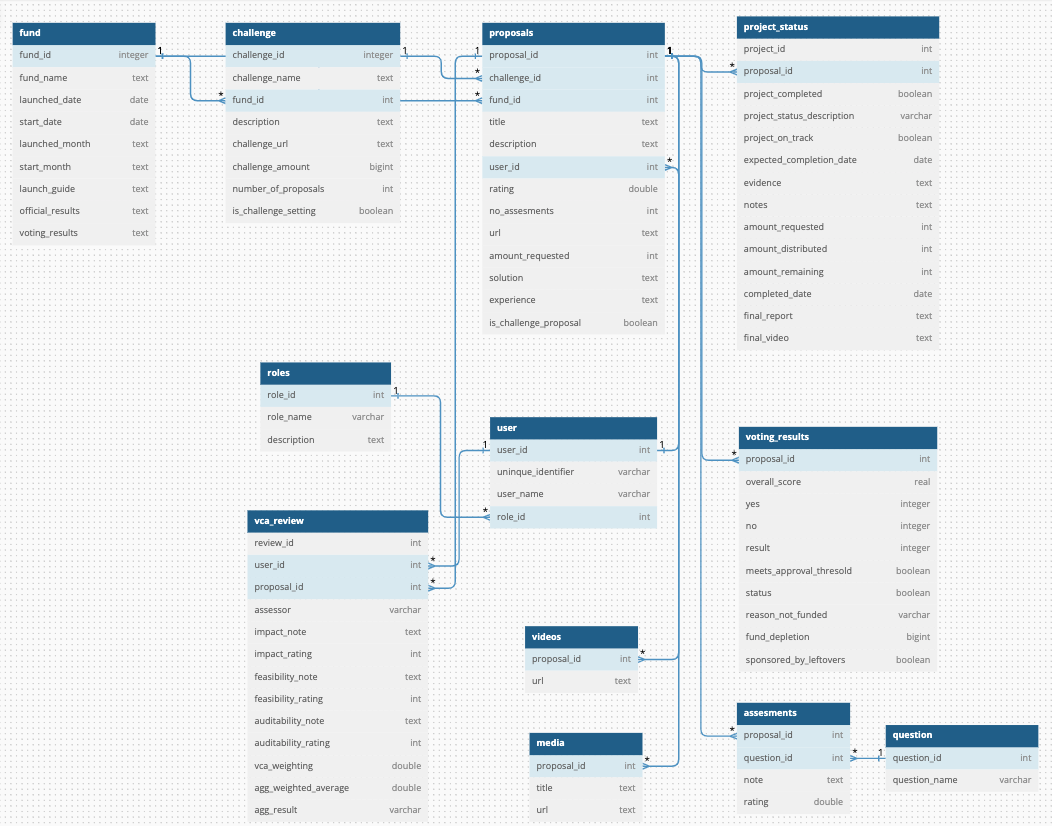 fund
fund_id integer
fund_name text
launched_date date
start_date date
launched_month text
start_month text
launch_guide text
official_results text
voting_results text
1
*
challenge
challenge_id integer
challenge_name text
fund_id int
description text
challenge_url text
challenge_amount bigint
number_of_proposals int
is_challenge_setting boolean
1
1
*
*
proposals
proposal_id int
challenge_id int
fund_id int
title text
description text
user_id int
rating double
no_assesments int
url text
amount_requested int
solution text
experience text
is_challenge_proposal boolean
1
*
*
project_status
project_id int
proposal_id int
project_completed boolean
project_status_description varchar
project_on_track boolean
expected_completion_date date
evidence text
notes text
amount_requested int
amount_distributed int
amount_remaining int
completed_date date
final_report text
final_video text
roles
role_id int
role_name varchar
description text
1
1
*
user
user_id int
uninque_identifier varchar
user_name varchar
role_id int
1
*
voting_results
proposal_id int
overall_score real
yes integer
no integer
result integer
meets_approval_thresold boolean
status boolean
reason_not_funded varchar
fund_depletion bigint
sponsored_by_leftovers boolean
vca_review
review_id int
user_id int
proposal_id int
assessor varchar
impact_note text
impact_rating int
feasibility_note text
feasibility_rating int
auditability_note text
auditability_rating int
vca_weighting double
agg_weighted_average double
agg_result varchar
*
*
videos
proposal_id int
url text
*
media
proposal_id int
title text
url text
*
*
assesments
proposal_id int
question_id int
note text
rating double
*
1
question
question_id int
question_name varchar